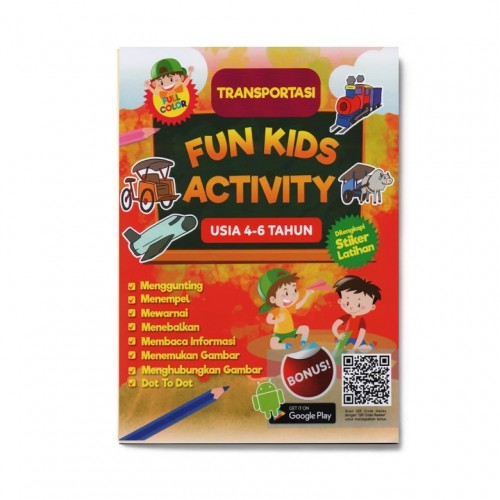 FULL
COLOR
TRANSPORTASI
FUN KIDS
ACTIVITY
USIA 4-6 TAHUN
Dilengkapi
Stiker
Latihan
Menggunting
Menempel
Mewarnai
Menebalkan
Membaca Informasi
Menemukan Gambar
Menghubungkan Gambar
Dot To Dot
BONUS!
GET IT ON
Google Play